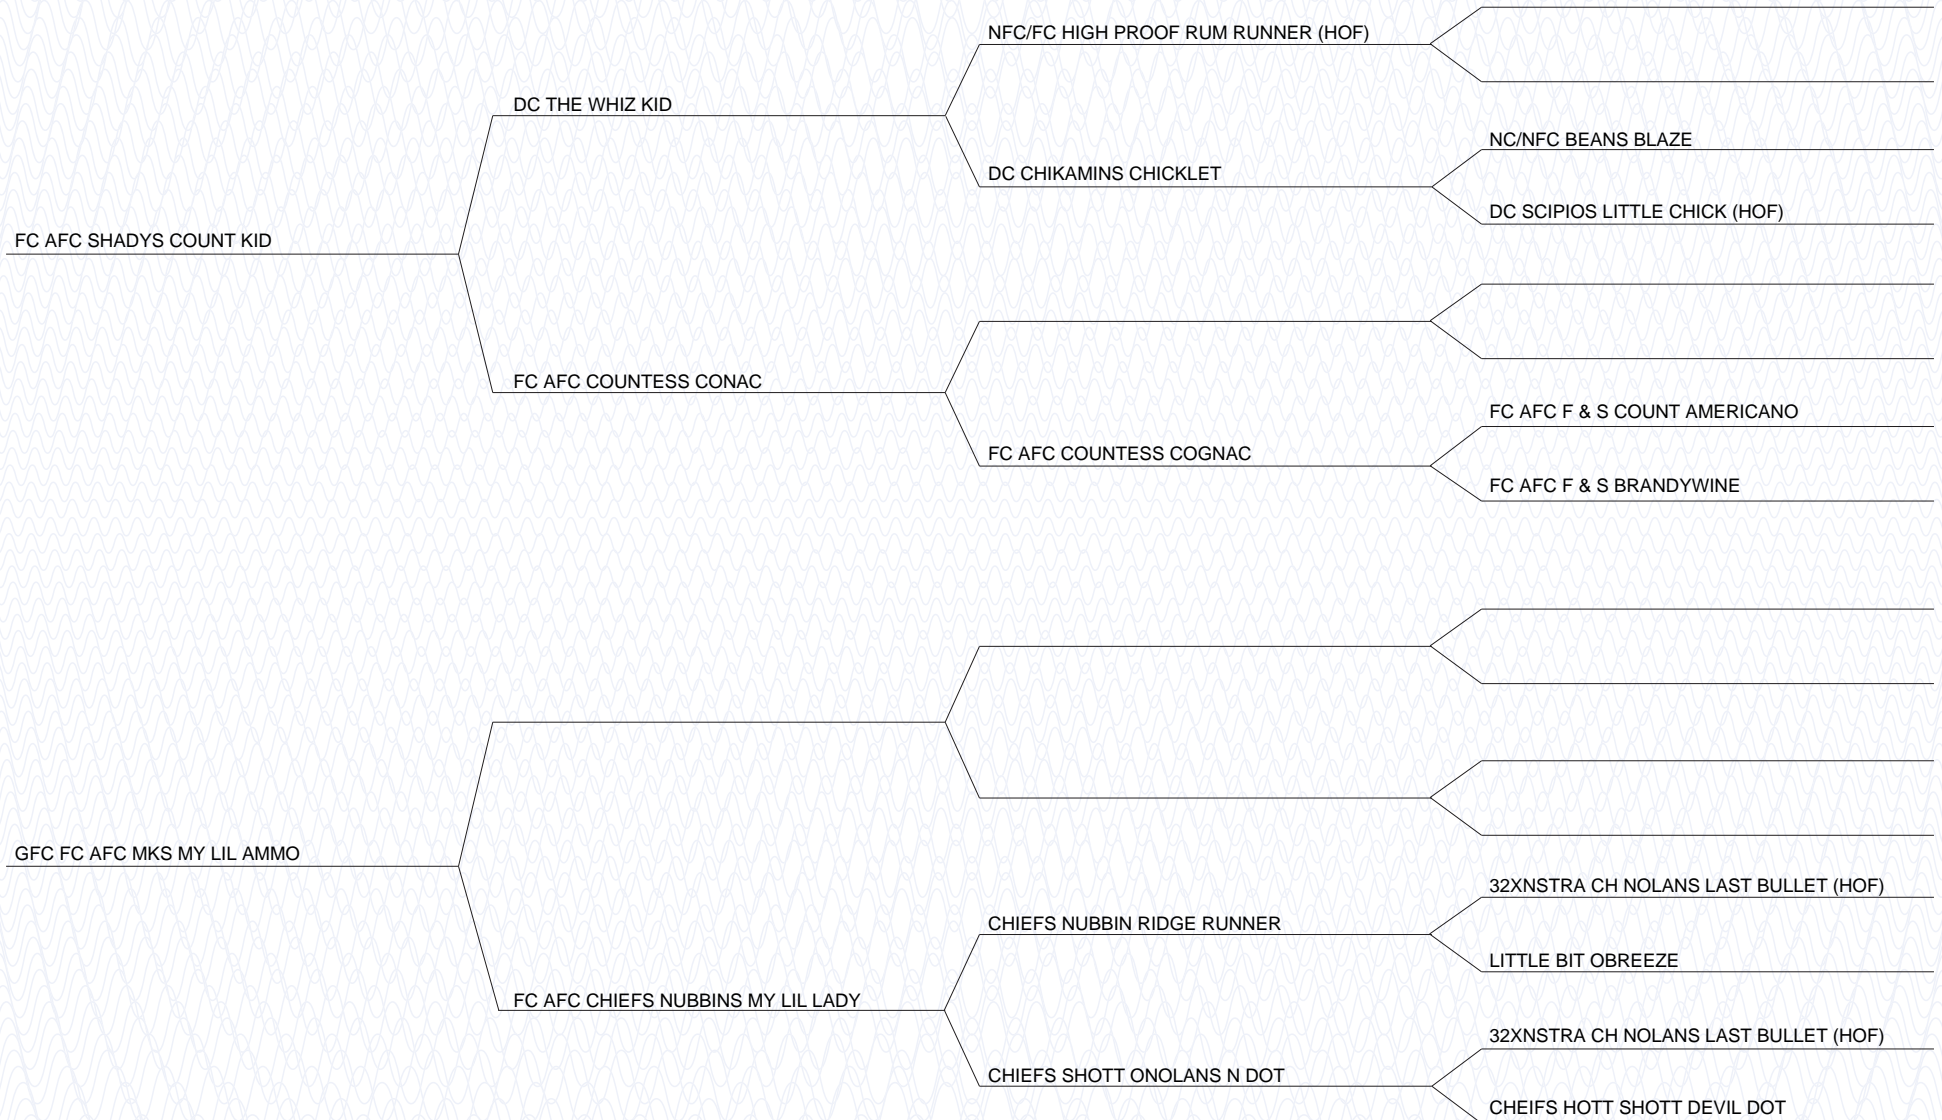 NFC/FC HIGH PROOF RUM RUNNER (HOF)
DC THE WHIZ KID
NC/NFC BEANS BLAZE
DC CHIKAMINS CHICKLET
DC SCIPIOS LITTLE CHICK (HOF)
FC AFC SHADYS COUNT KID
FC AFC COUNTESS CONAC
FC AFC F & S COUNT AMERICANO
FC AFC COUNTESS COGNAC
FC AFC F & S BRANDYWINE
GFC FC AFC MKS MY LIL AMMO
32XNSTRA CH NOLANS LAST BULLET (HOF)
CHIEFS NUBBIN RIDGE RUNNER
LITTLE BIT OBREEZE
FC AFC CHIEFS NUBBINS MY LIL LADY
32XNSTRA CH NOLANS LAST BULLET (HOF)
CHIEFS SHOTT ONOLANS N DOT
CHEIFS HOTT SHOTT DEVIL DOT